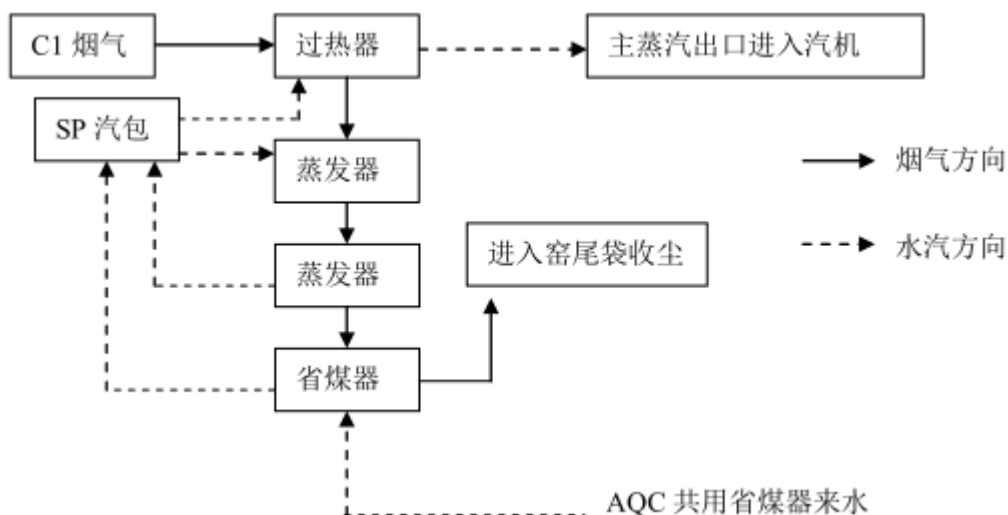 C1 烟气
过热器
主蒸汽出口进入汽机
SP 汽包
蒸发器
烟气方向
进入窑尾袋收尘
水汽方向
蒸发器
省煤器
AQC 共用省煤器来水